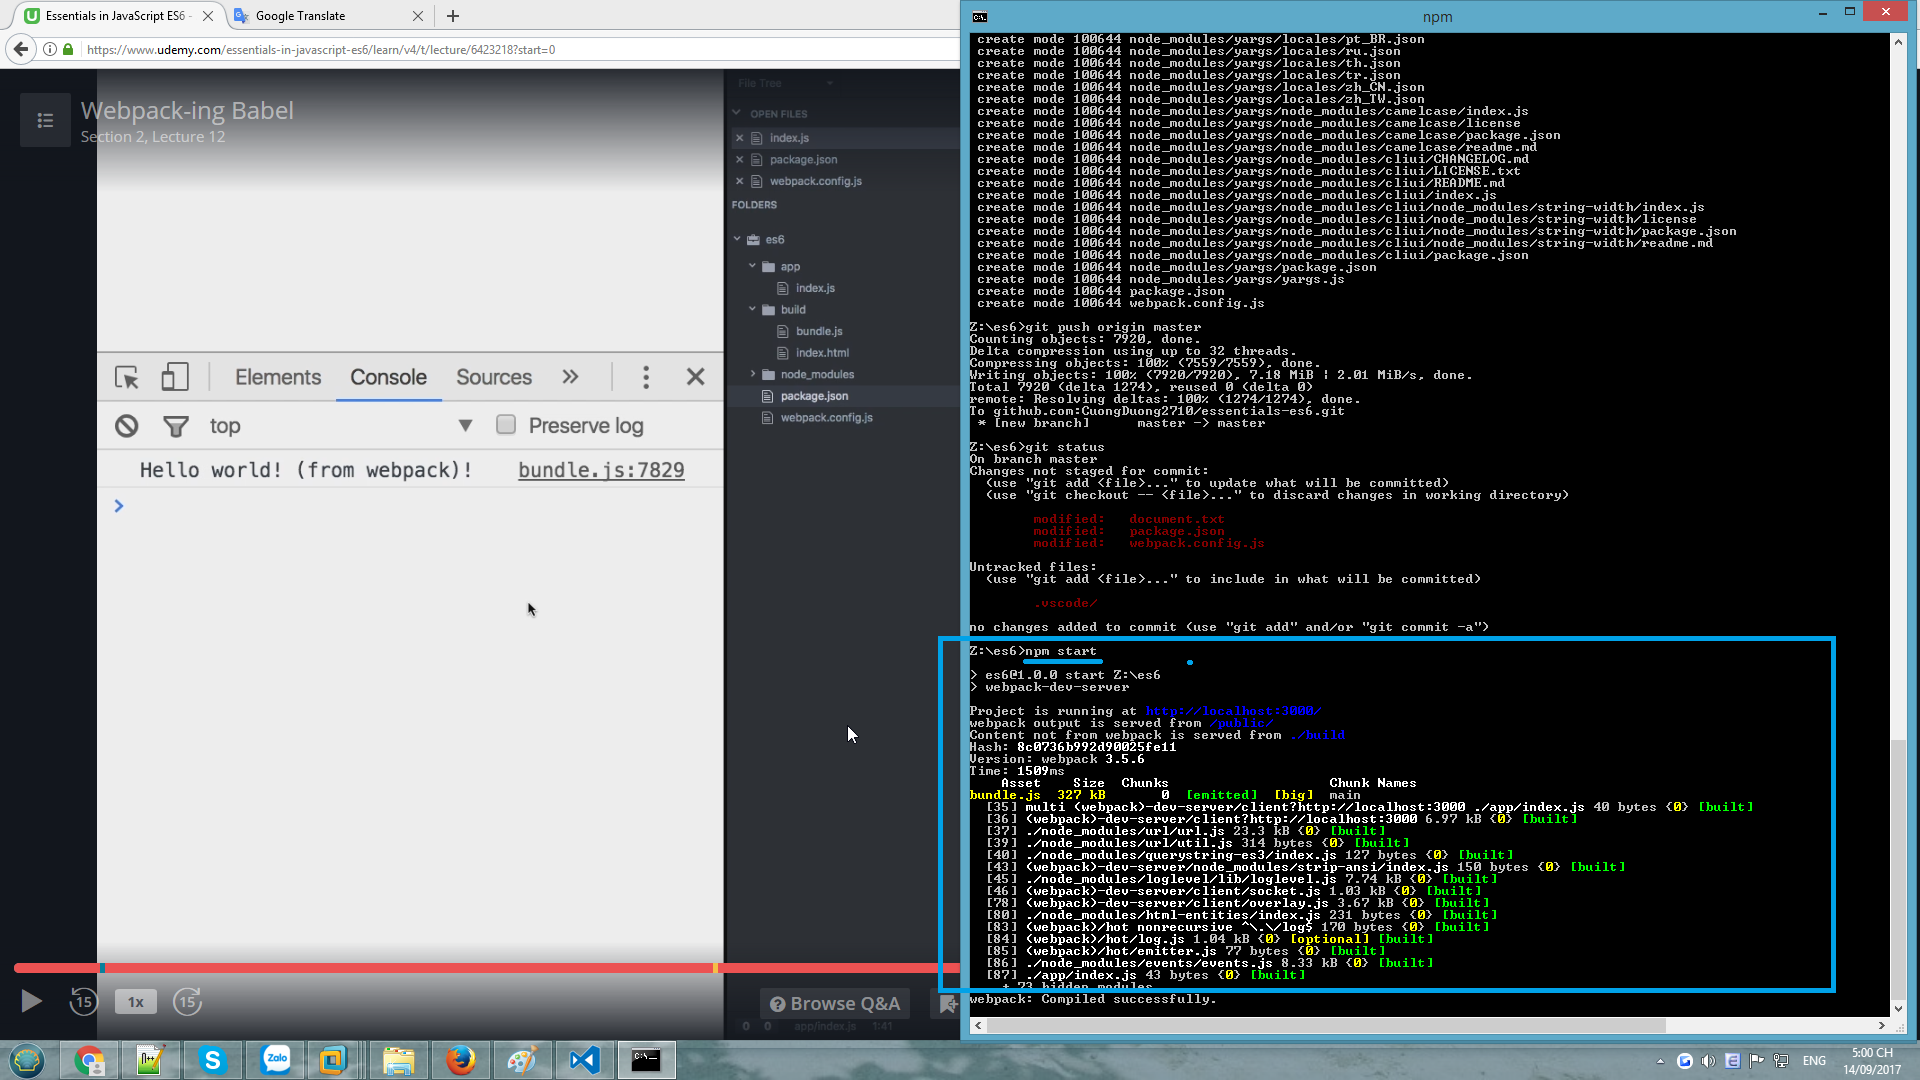 Essentials in JavaScript ES6 -
Google Translate
https://www.udemy.com/essentials-in-javascript-es6/learn/v4/t/lecture/6423218?start=0
Webpack-ing Babel
Section 2, Lecture 12
Elements
Console
Sources
top
Preserve log
Hello world! (from webpack)!
bundle.js:7829
File Tree
OPEN FILES
index.js
package.json
webpack.config.js
FOLDERS
es6
app
index.js
build
bundle.js
index.html
node_modules
package.json
webpack.config.js
15
1x
15
Browse Q&A
0 0 app/index.js 1:41
npm
create mode 100644 node_modules/yargs/locales/pt_BR.json
create mode 100644 node_modules/yargs/locales/ru.json
create mode 100644 node_modules/yargs/locales/th.json
create mode 100644 node_modules/yargs/locales/tr.json
create mode 100644 node_modules/yargs/locales/zh_CN.json
create mode 100644 node_modules/yargs/locales/zh_TW.json
create mode 100644 node_modules/yargs/node_modules/camelcase/index.js
create mode 100644 node_modules/yargs/node_modules/camelcase/license
create mode 100644 node_modules/yargs/node_modules/camelcase/package.json
create mode 100644 node_modules/yargs/node_modules/camelcase/readme.md
create mode 100644 node_modules/yargs/node_modules/cliui/CHANGELOG.md
create mode 100644 node_modules/yargs/node_modules/cliui/LICENSE.txt
create mode 100644 node_modules/yargs/node_modules/cliui/README.md
create mode 100644 node_modules/yargs/node_modules/cliui/index.js
create mode 100644 node_modules/yargs/node_modules/cliui/node_modules/string-width/index.js
create mode 100644 node_modules/yargs/node_modules/cliui/node_modules/string-width/license
create mode 100644 node_modules/yargs/node_modules/cliui/node_modules/string-width/package.json
create mode 100644 node_modules/yargs/node_modules/cliui/node_modules/string-width/readme.md
create mode 100644 node_modules/yargs/node_modules/cliui/package.json
create mode 100644 node_modules/yargs/package.json
create mode 100644 node_modules/yargs/yargs.js
create mode 100644 package.json
create mode 100644 webpack.config.js
Z:\es6>git push origin master
Counting objects: 7920, done.
Delta compression using up to 32 threads.
Compressing objects: 100% (7559/7559), done.
Writing objects: 100% (7920/7920), 7.18 MiB | 2.01 MiB/s, done.
Total 7920 (delta 1274), reused 0 (delta 0)
remote: Resolving deltas: 100% (1274/1274), done.
To github.com:CuongDuong2710/essentials-es6.git
* [new branch] master -> master
Z:\es6>git status
On branch master
Changes not staged for commit:
(use "git add <file>..." to update what will be committed)
(use "git checkout -- <file>..." to discard changes in working directory)
modified: document.txt
modified: package.json
modified: webpack.config.js
Untracked files:
(use "git add <file>..." to include in what will be committed)
.vscode/
no changes added to commit (use "git add" and/or "git commit -a")
Z:\es6>npm start
> es6@1.0.0 start Z:\es6
> webpack-dev-server
Project is running at http://localhost:3000/
webpack output is served from /public/
Content not from webpack is served from ./build
Hash: 8c0736b992d90025fe11
Version: webpack 3.5.6
Time: 1509ms
Asset Size Chunks Chunk Names
bundle.js 327 kB 0 [emitted] [big] main
[35] multi (webpack)-dev-server/client?http://localhost:3000 ./app/index.js 40 bytes {0} [built]
[36] (webpack)-dev-server/client?http://localhost:3000 6.97 kB {0} [built]
[37] ./node_modules/url/url.js 23.3 kB {0} [built]
[39] ./node_modules/url/util.js 314 bytes {0} [built]
[40] ./node_modules/querystring-es3/index.js 127 bytes {0} [built]
[43] (webpack)-dev-server/node_modules/strip-ansi/index.js 150 bytes {0} [built]
[45] ./node_modules/loglevel/lib/loglevel.js 7.74 kB {0} [built]
[46] (webpack)-dev-server/client/socket.js 1.03 kB {0} [built]
[78] (webpack)-dev-server/client/overlay.js 3.67 kB {0} [built]
[80] ./node_modules/html-entities/index.js 231 bytes {0} [built]
[83] (webpack)/hot nonrecursive ^\.\/log$ 170 bytes {0} [built]
[84] (webpack)/hot/log.js 1.04 kB {0} [optional] [built]
[85] (webpack)/hot/emitter.js 77 bytes {0} [built]
[86] ./node_modules/events/events.js 8.33 kB {0} [built]
[87] ./app/index.js 43 bytes {0} [built]
+ 73 hidden modules
webpack: Compiled successfully.
Zalo
ENG
5:00 CH
14/09/2017